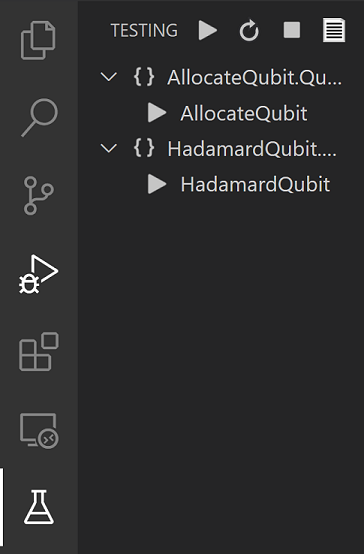 TESTING
{} AllocateQubit.Qu...
AllocateQubit
{} HadamardQubit....
HadamardQubit